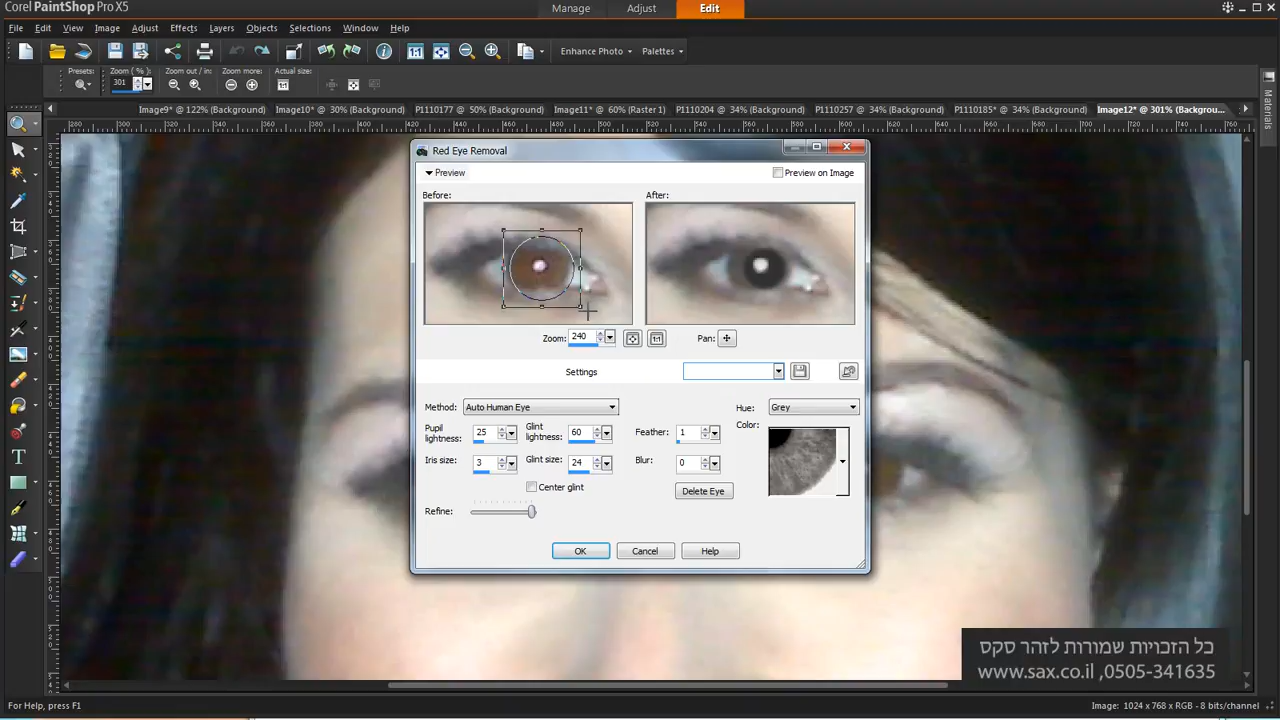 Corel PaintShop Pro X5
Manage
Adjust
Edit
File Edit View Image Adjust Effects Layers Objects Selections Window Help
Enhance Photo
Palettes
Presets:
Zoom ( % ):
301
Zoom out / in:
Zoom more:
Actual size:
Image9* @ 122% (Background)
Image10* @ 30% (Background)
P1110177 @ 50% (Background)
Image11* @ 60% (Raster 1)
P1110204 @ 34% (Background)
P1110257 @ 34% (Background)
P1110185* @ 34% (Background)
Image12* @ 301% (Backgrou...
Materials
Red Eye Removal
Preview
Preview on Image
Before:
After:
Zoom: 240
Pan:
Settings
Method: Auto Human Eye
Hue: Grey
Color:
Pupil lightness: 25
Glint lightness: 60
Feather: 1
Iris size: 3
Glint size: 24
Blur: 0
Center glint
Delete Eye
Refine:
OK
Cancel
Help
כל הזכויות שמורות לזהר סקס
www.sax.co.il ,0505-341635
For Help, press F1
Image: 1024 x 768 x RGB - 8 bits/channel